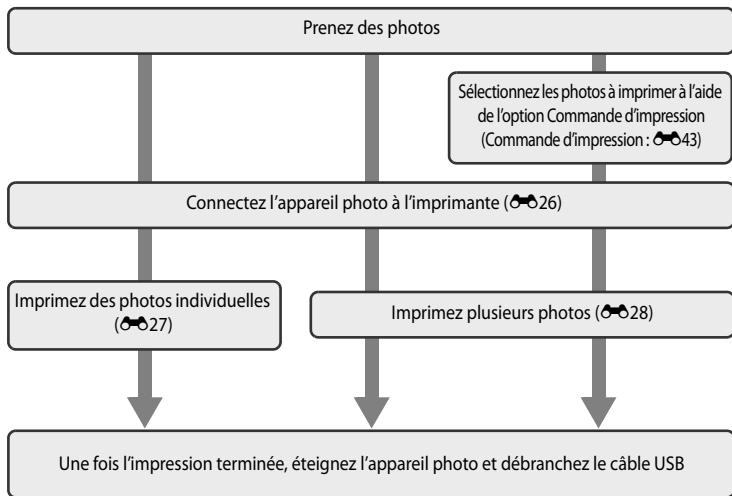 Prenez des photos
Sélectionnez les photos à imprimer à l’aide
de l’option Commande d’impression
(Commande d’impression : 43)
Connectez l’appareil photo à l’imprimante (26)
Imprimez des photos individuelles
(27)
Imprimez plusieurs photos (28)
Une fois l’impression terminée, éteignez l’appareil photo et débranchez le câble USB